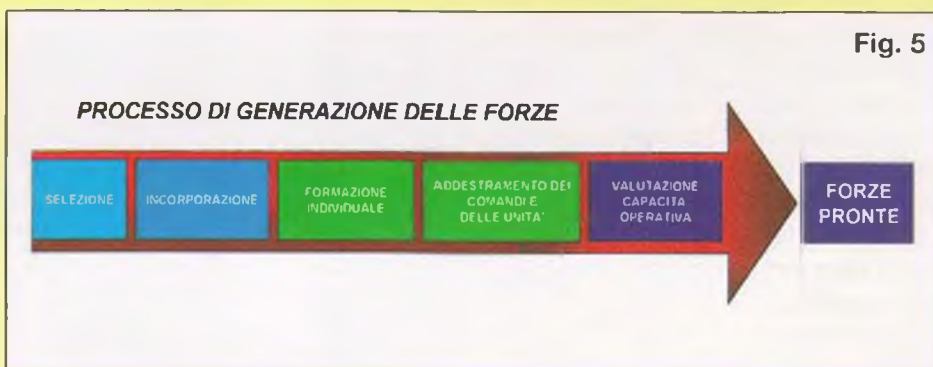 Fig. 5
PROCESSO DI GENERAZIONE DELLE FORZE
SELEZIONE
INCORPORAZIONE
FORMAZIONE
INDIVIDUALE
ADDESTRAMENTO DEI
COMANDI E
DELLE UNITA'
VALUTAZIONE
CAPACITA
OPERATIVA
FORZE
PRONTE